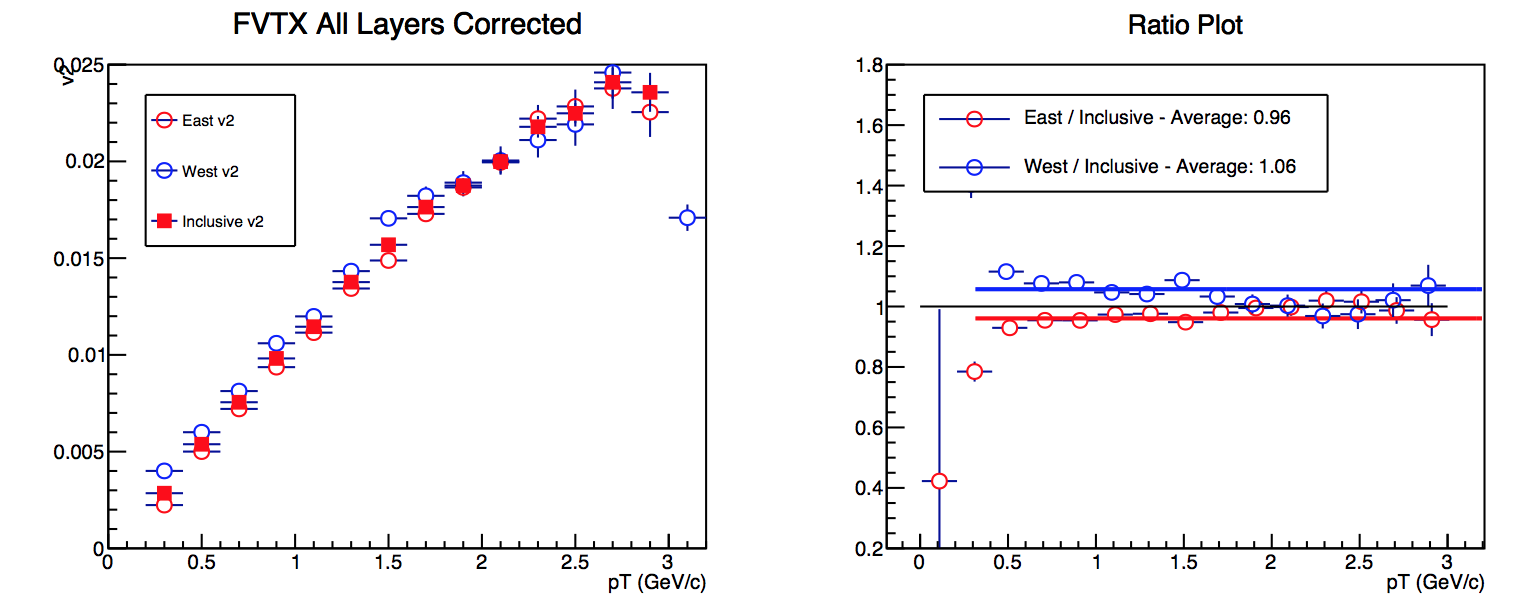 FVTX All Layers Corrected
v2
0.025
0.02
0.015
0.01
0.005
0
East v2
West v2
Inclusive v2
0 0.5 1 1.5 2 2.5 3
pT (GeV/c)
Ratio Plot
1.8
1.6
1.4
1.2
1
0.8
0.6
0.4
0.2
East / Inclusive - Average: 0.96
West / Inclusive - Average: 1.06
0 0.5 1 1.5 2 2.5 3
pT (GeV/c)